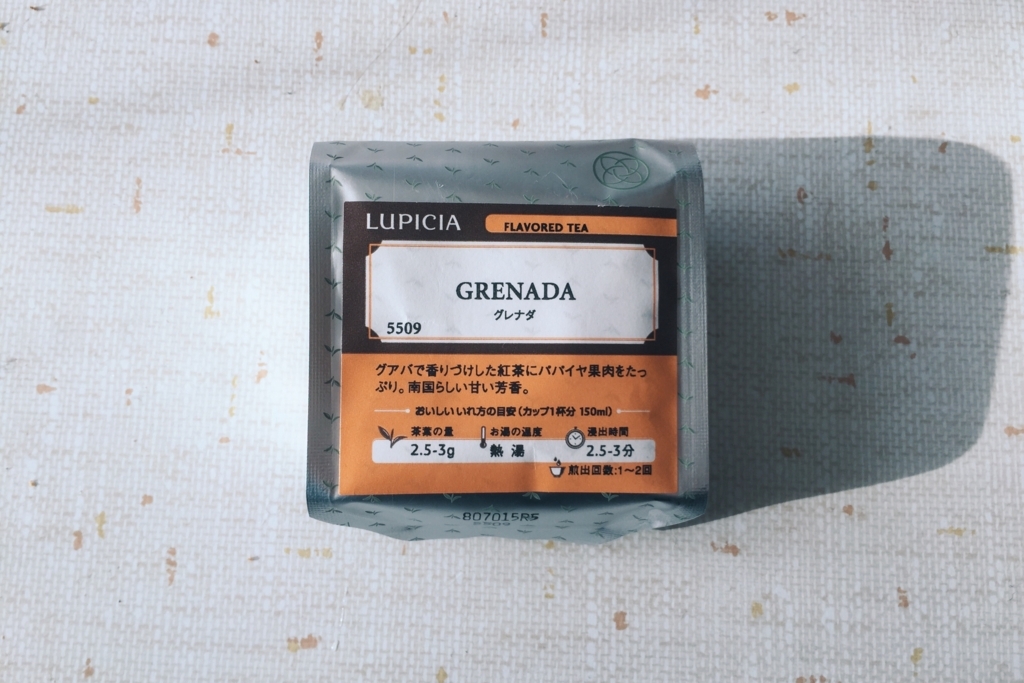 LUPICIA
FLAVORED TEA
GRENADA
グレナダ
5509
グアバで香りづけした紅茶にパパイヤ果肉をたっ
ぷり。南国らしい甘い芳香。
おいしいいれ方の目安(カップ1杯分 150ml)
茶葉の量 お湯の温度 浸出時間
2.5-3g 熱 湯 2.5-3分
煎出回数:1～2回
807015R5
5509